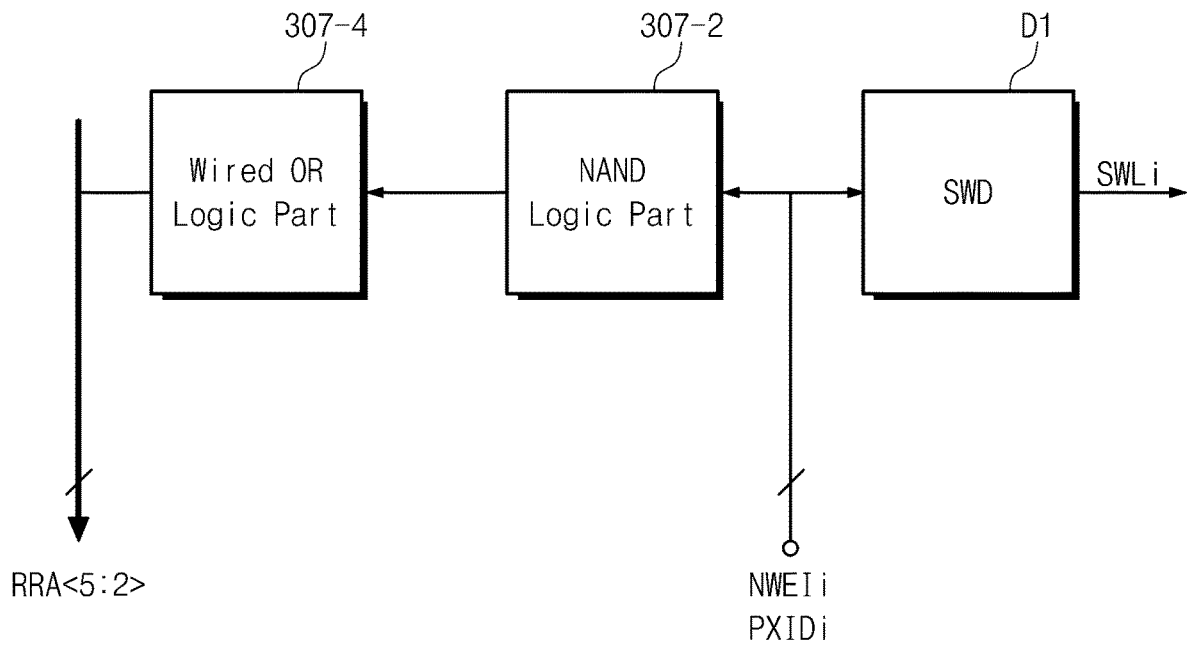 307-4
307-2
D1
Wired OR
Logic Part
NAND
Logic Part
SWD
SWLi
RRA<5:2>
NWEIi
PXIDi